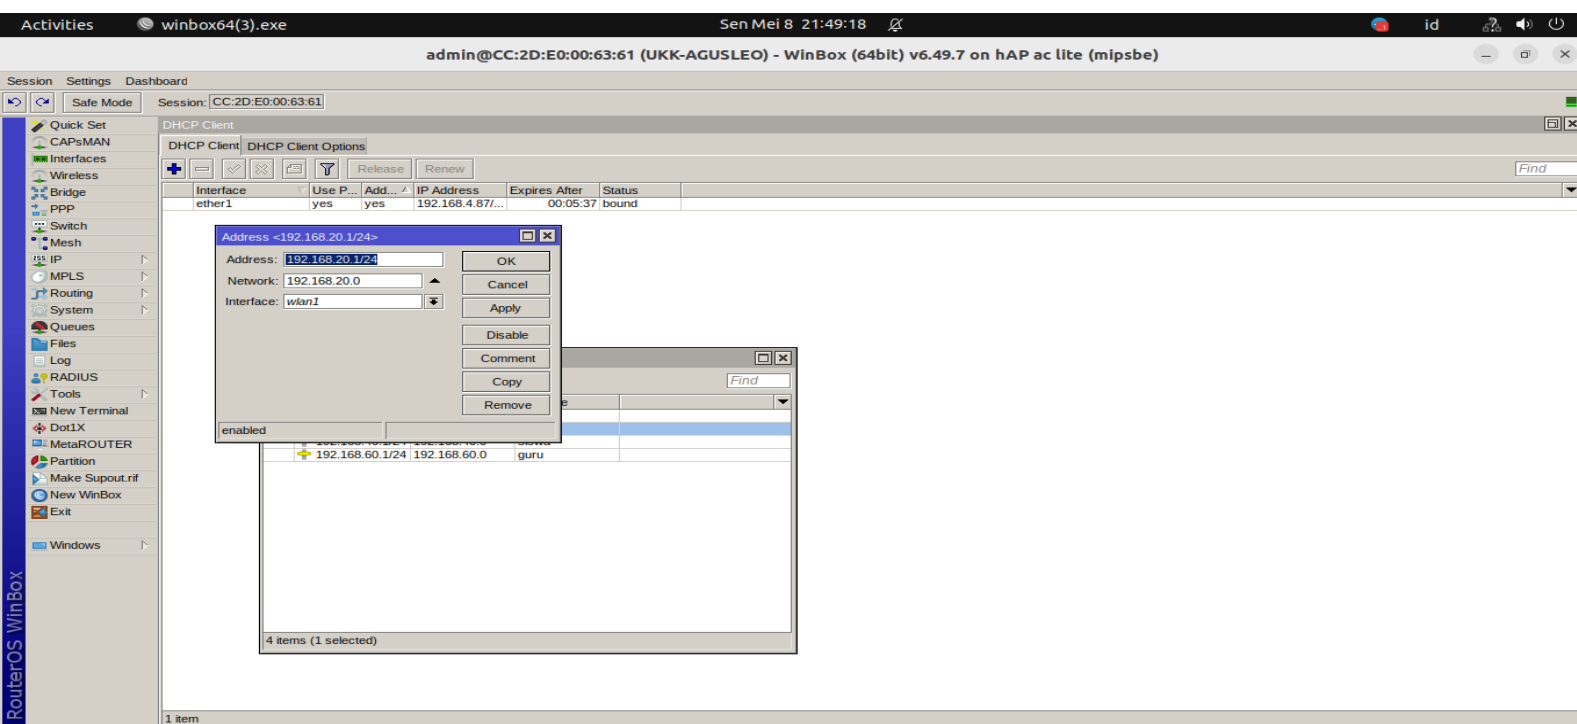 Activities winbox64(3).exe Sen Mei 8 21:49:18 id
admin@CC:2D:E0:00:63:61 (UKK-AGUSLEO) - WinBox (64bit) v6.49.7 on hAP ac lite (mipsbe)
Session Settings Dashboard
Safe Mode Session: CC:2D:E0:00:63:61
Quick Set
CAPsMAN
Interfaces
Wireless
Bridge
PPP
Switch
Mesh
IP
MPLS
Routing
System
Queues
Files
Log
RADIUS
Tools
New Terminal
Dot1X
MetaROUTER
Partition
Make Supout.rif
New WinBox
Exit
Windows
RouterOS WinBox
DHCP Client
DHCP Client DHCP Client Options
Release Renew Find
Interface Use P... Add... IP Address Expires After Status
ether1 yes yes 192.168.4.87/... 00:05:37 bound
Address <192.168.20.1/24>
Address: 192.168.20.1/24
Network: 192.168.20.0
Interface: wlan1
OK
Cancel
Apply
Disable
Comment
Copy
Remove
enabled
Find
192.168.60.1/24 192.168.60.0 guru
4 items (1 selected)
1 item